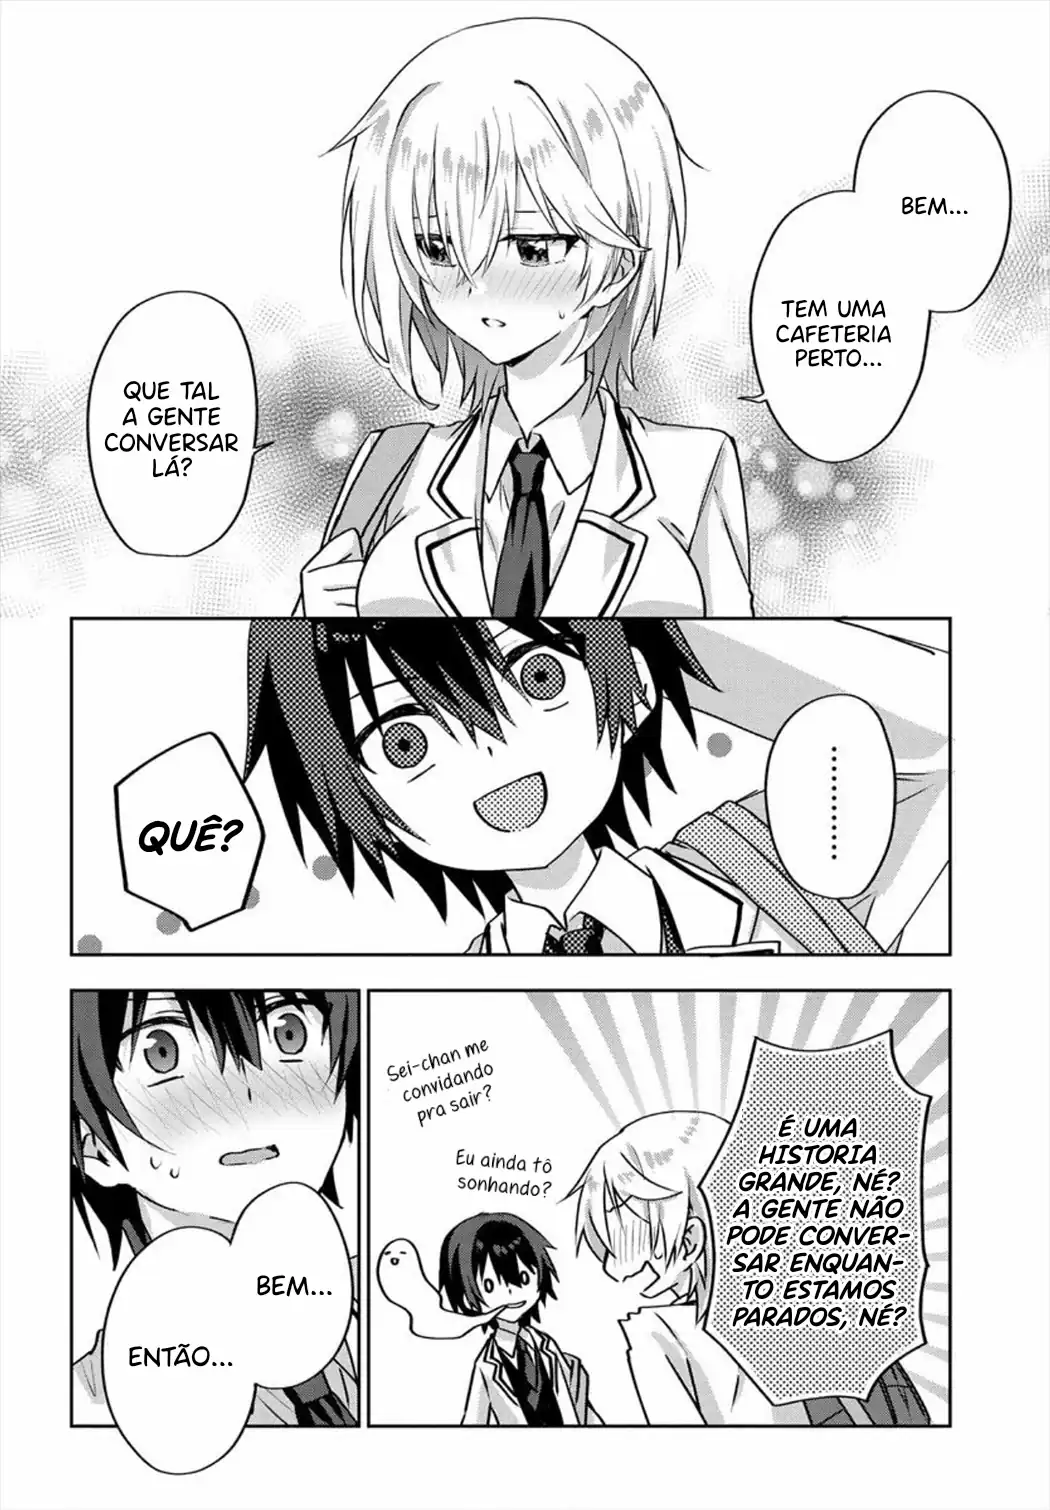 BEM...
TEM UMA
CAFETERIA
PERTO...
QUE TAL
A GENTE
CONVERSAR
LÁ?
..........
QUÊ?
É UMA
HISTORIA
GRANDE, NÉ?
A GENTE NÃO
PODE CONVER-
SAR ENQUAN-
TO ESTAMOS
PARADOS, NÉ?
Sei-chan me
convidando
pra sair?
Eu ainda tô
sonhando?
BEM...
ENTÃO...